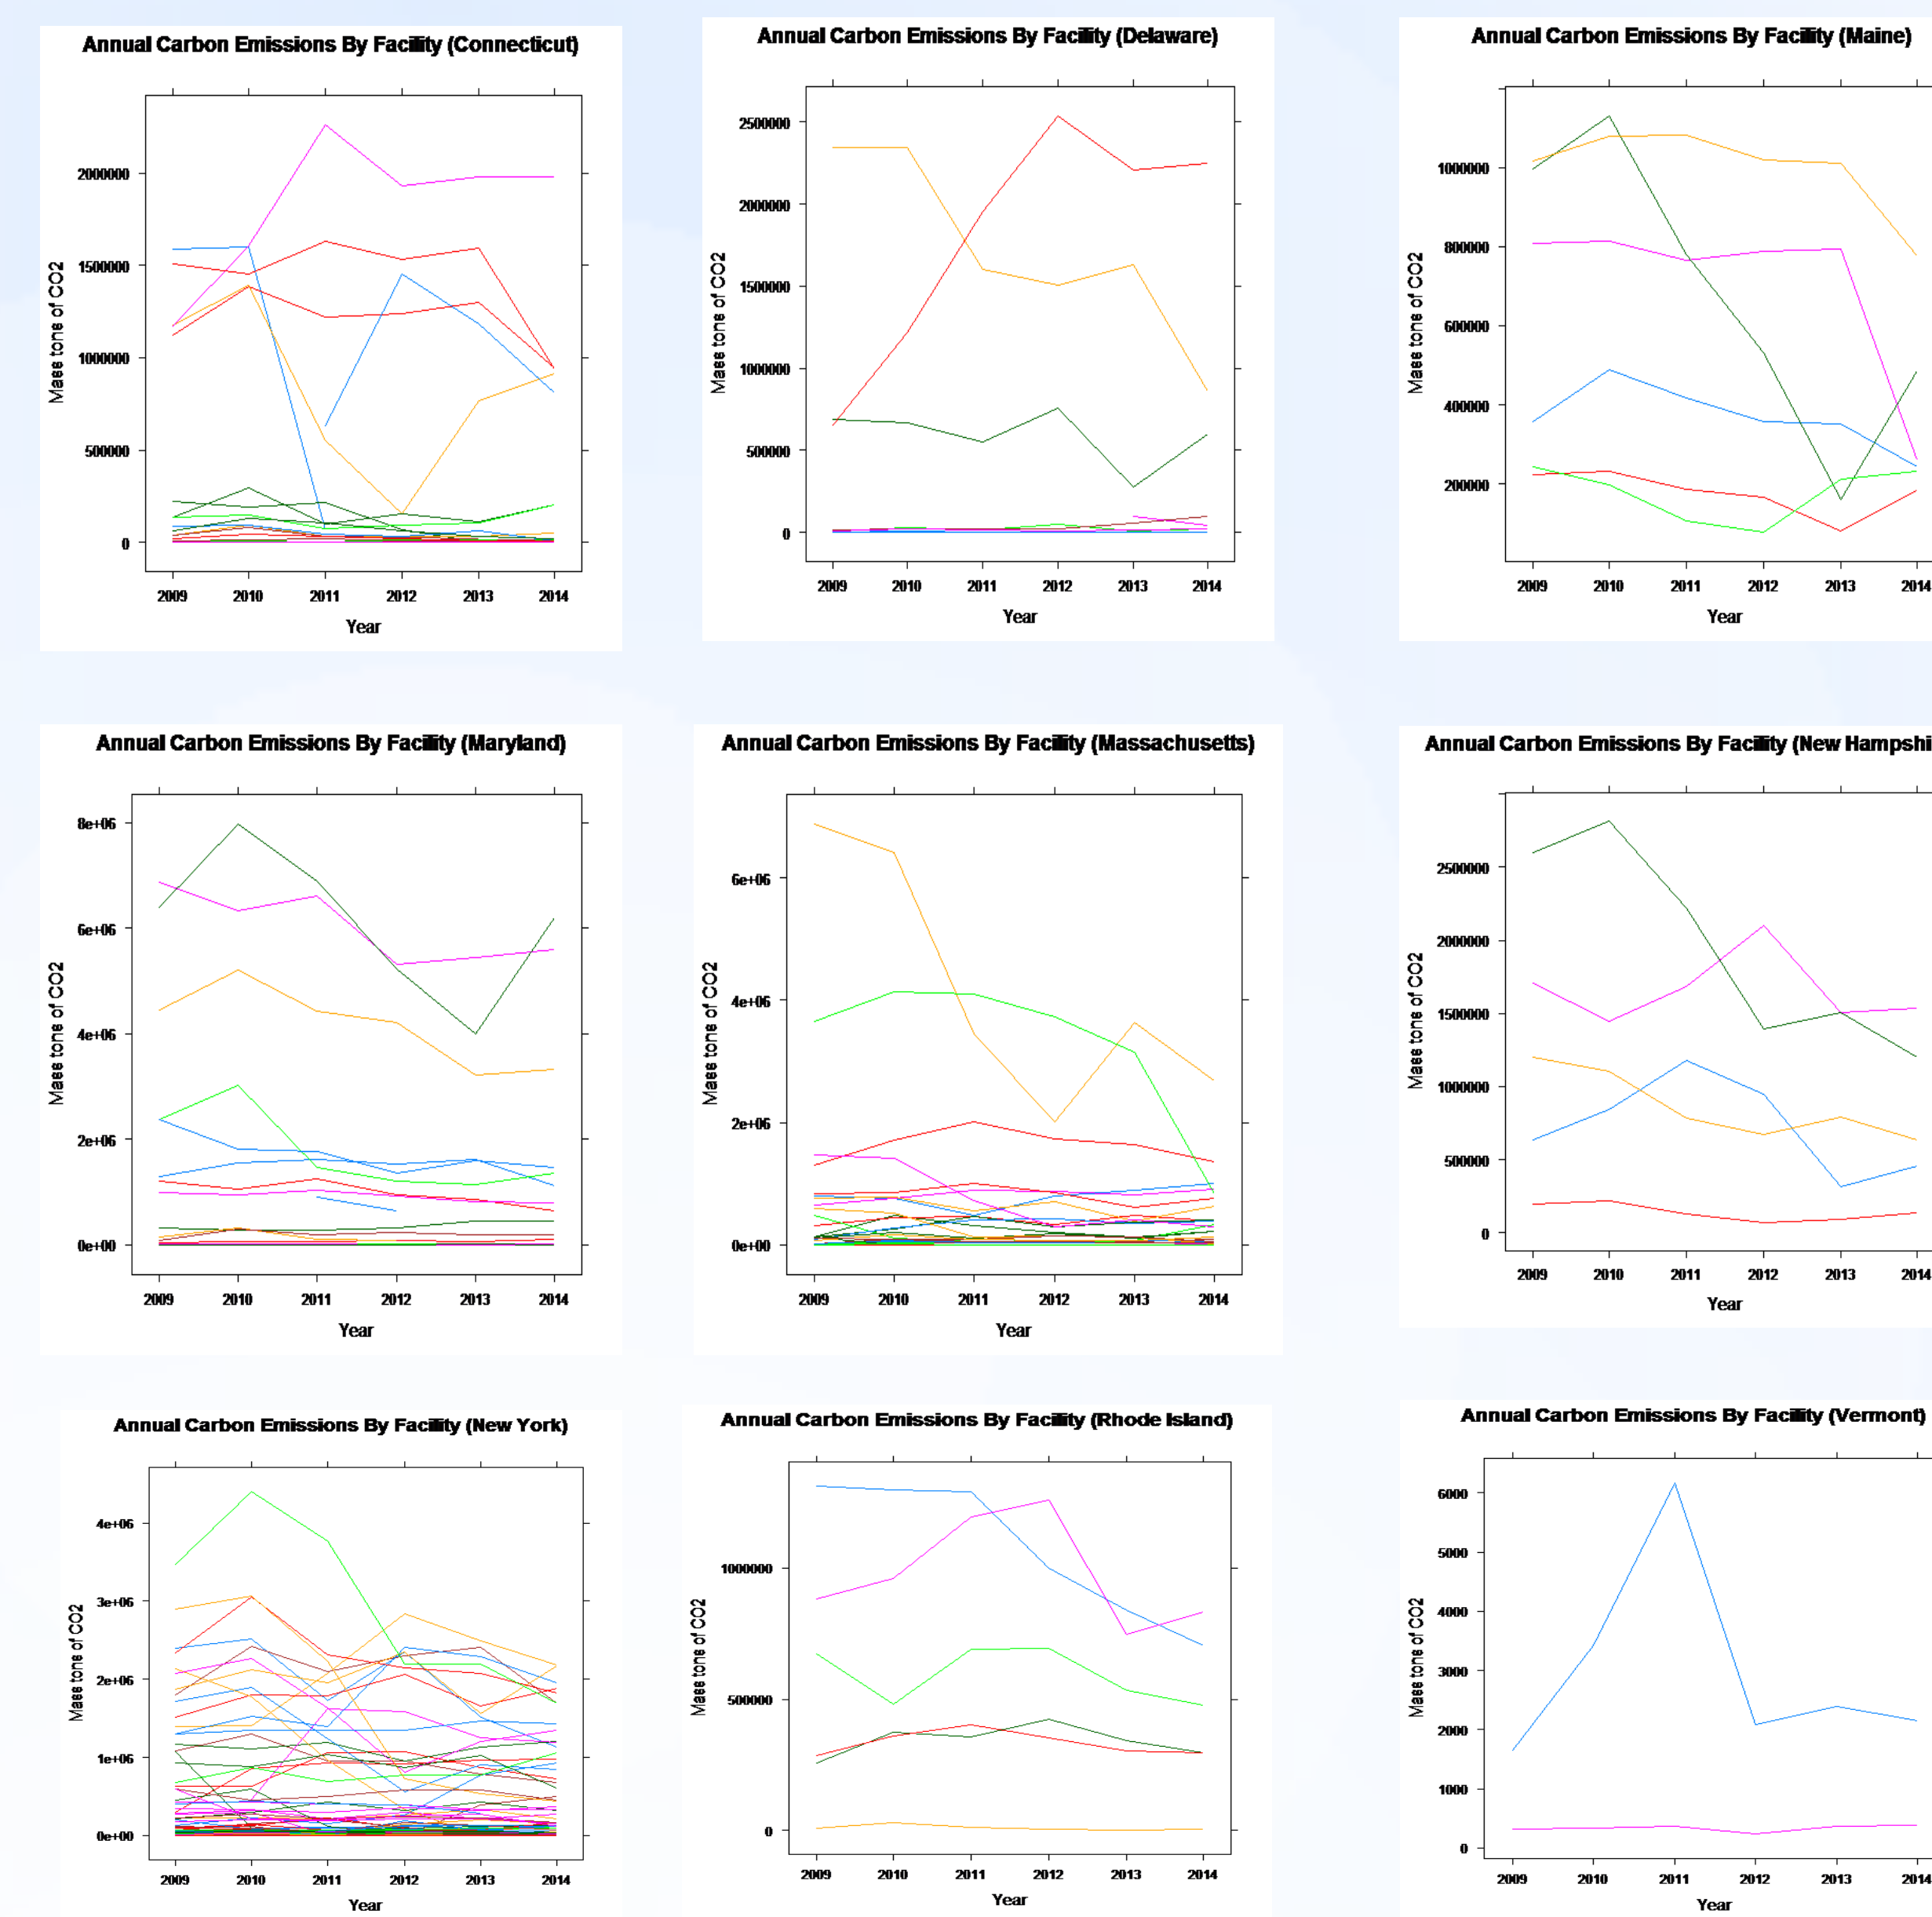 Annual Carbon Emissions By Facility (Connecticut)
Mass tons of CO2
2000000
1500000
1000000
500000
0
2009 2010 2011 2012 2013 2014
Year
Annual Carbon Emissions By Facility (Delaware)
Mass tons of CO2
2500000
2000000
1500000
1000000
500000
0
2009 2010 2011 2012 2013 2014
Year
Annual Carbon Emissions By Facility (Maine)
Mass tons of CO2
1000000
800000
600000
400000
200000
2009 2010 2011 2012 2013 2014
Year
Annual Carbon Emissions By Facility (Maryland)
Mass tons of CO2
8e+06
6e+06
4e+06
2e+06
0e+00
2009 2010 2011 2012 2013 2014
Year
Annual Carbon Emissions By Facility (Massachusetts)
Mass tons of CO2
6e+06
4e+06
2e+06
0e+00
2009 2010 2011 2012 2013 2014
Year
Annual Carbon Emissions By Facility (New Hampshi
Mass tons of CO2
2500000
2000000
1500000
1000000
500000
0
2009 2010 2011 2012 2013 2014
Year
Annual Carbon Emissions By Facility (New York)
Mass tons of CO2
4e+06
3e+06
2e+06
1e+06
0e+00
2009 2010 2011 2012 2013 2014
Year
Annual Carbon Emissions By Facility (Rhode Island)
Mass tons of CO2
1000000
500000
0
2009 2010 2011 2012 2013 2014
Year
Annual Carbon Emissions By Facility (Vermont)
Mass tons of CO2
6000
5000
4000
3000
2000
1000
0
2009 2010 2011 2012 2013 2014
Year